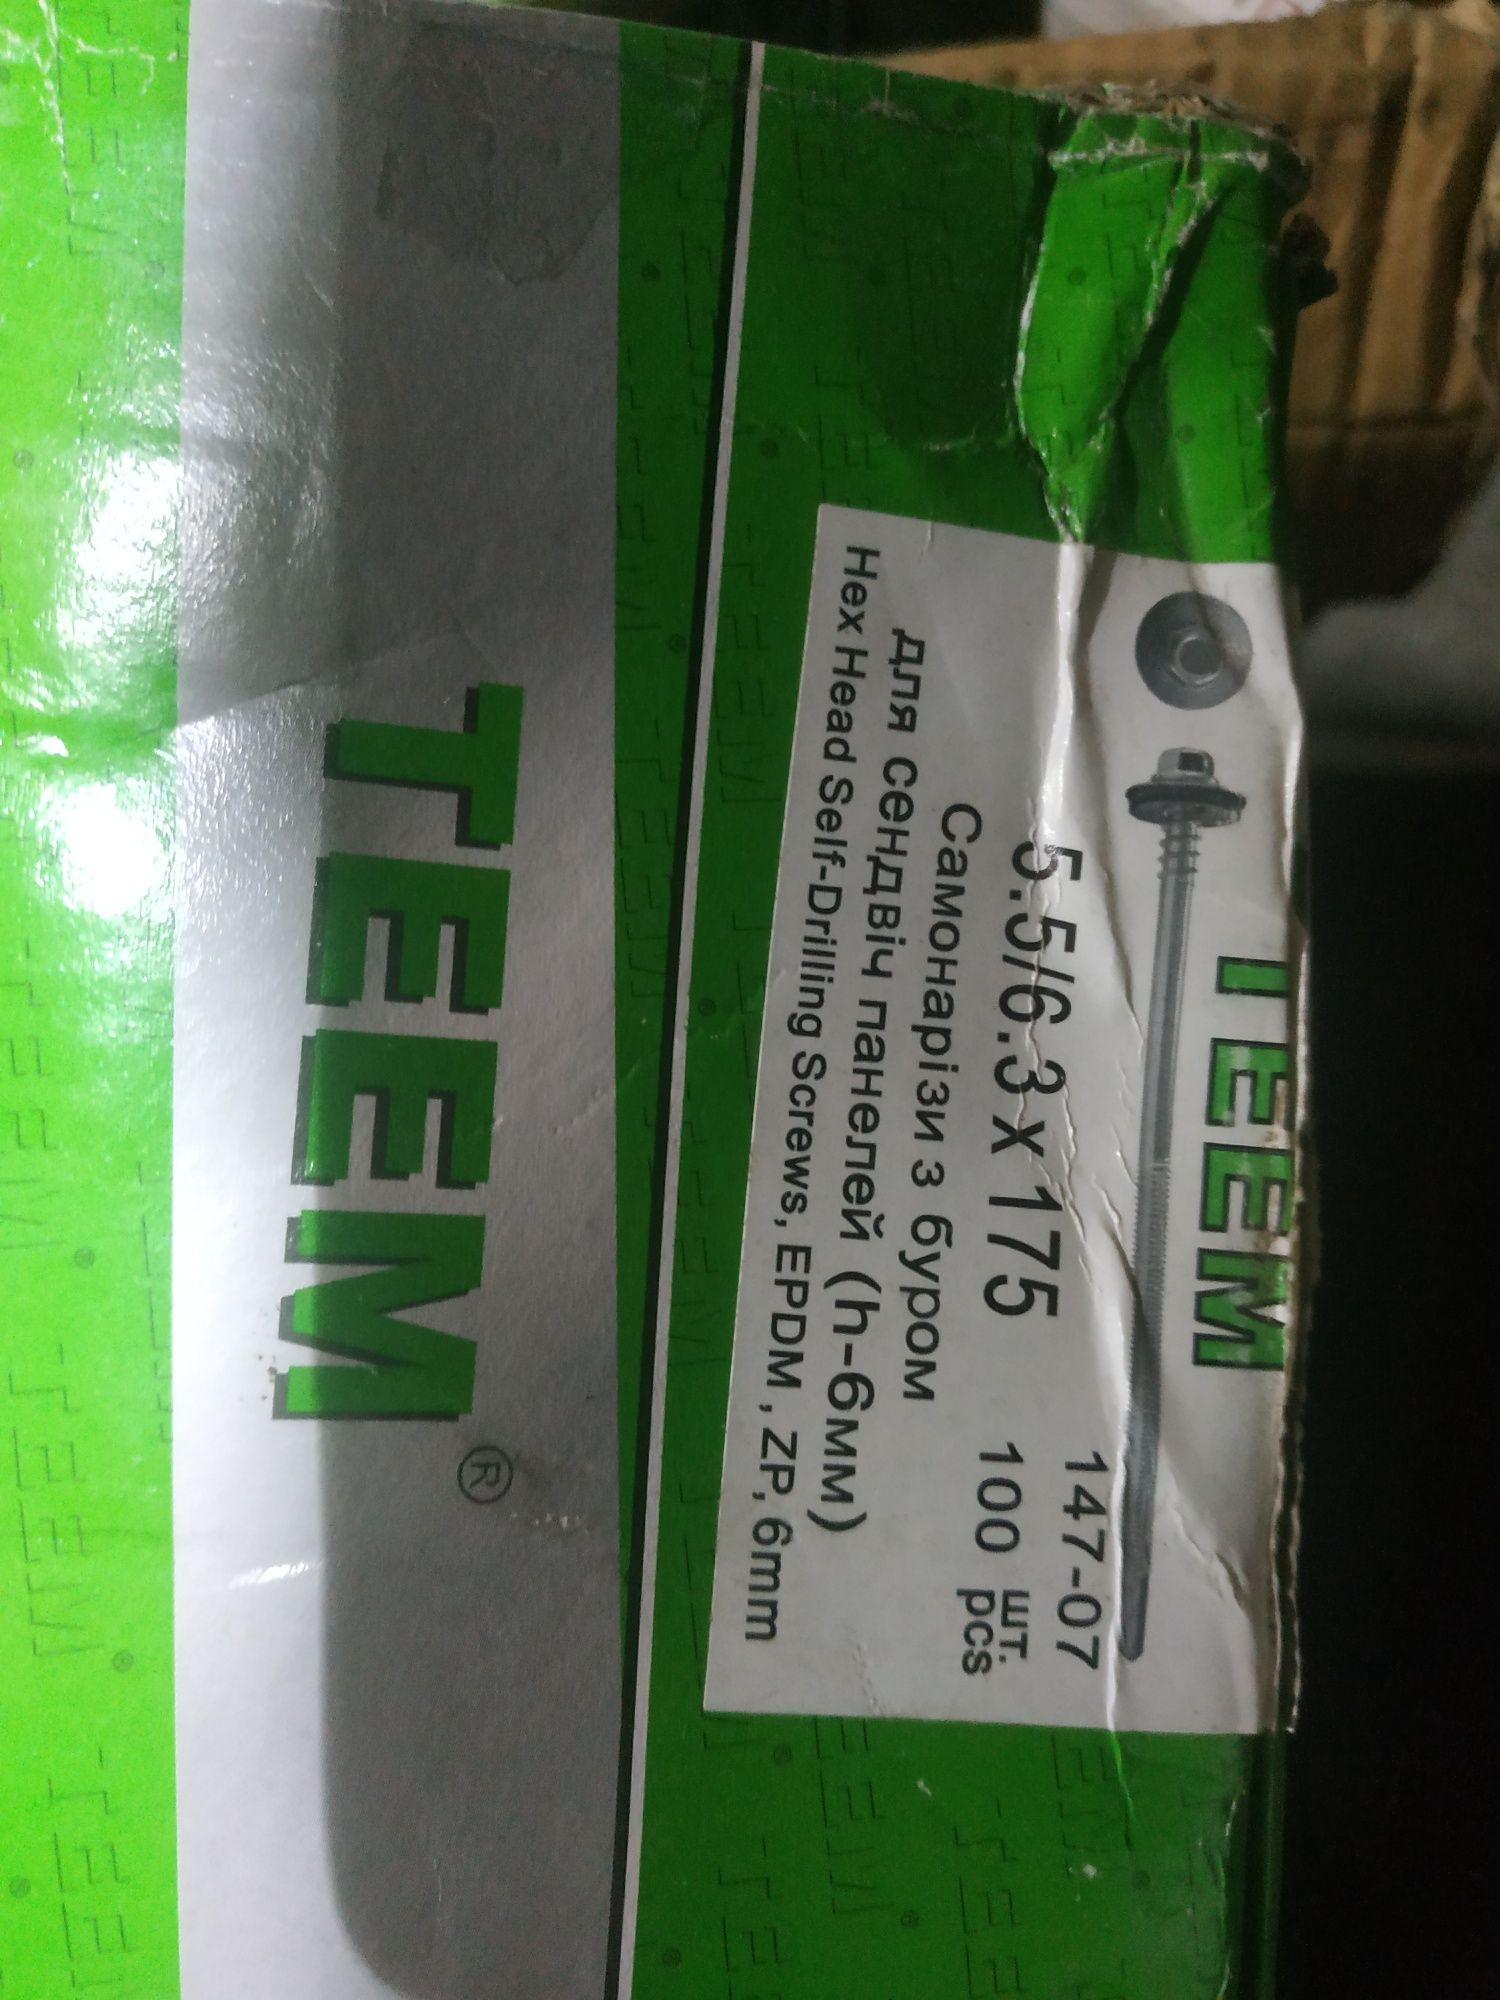 TEEM
147-07
5.5/6.3 x 175 100 шт. pcs
Самонарізи з буром
для сендвіч панелей (h-6мм)
Hex Head Self-Drilling Screws, EPDM , ZP, 6mm
TEEM®